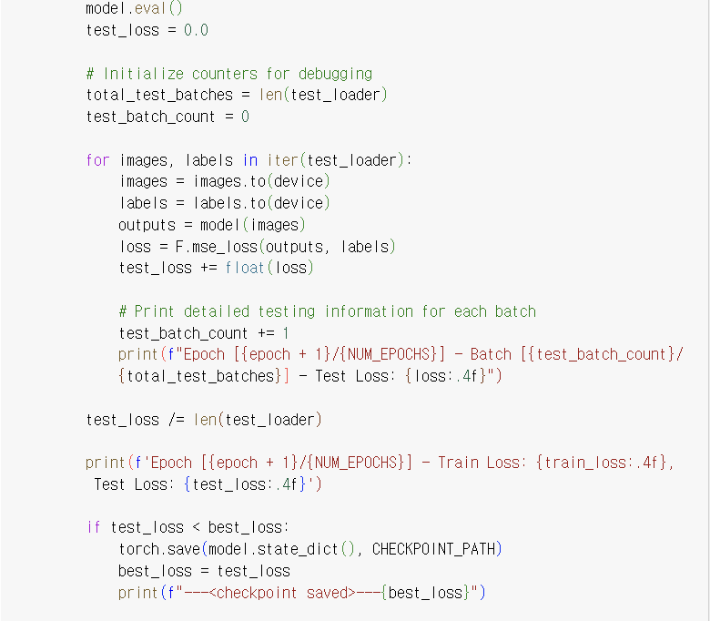 model.eval()
test_loss = 0.0
# Initialize counters for debugging
total_test_batches = len(test_loader)
test_batch_count = 0
for images, labels in iter(test_loader):
images = images.to(device)
labels = labels.to(device)
outputs = model(images)
loss = F.mse_loss(outputs, labels)
test_loss += float(loss)
# Print detailed testing information for each batch
test_batch_count += 1
print(f"Epoch [{epoch + 1}/{NUM_EPOCHS}] - Batch [{test_batch_count}/
{total_test_batches}] - Test Loss: {loss:.4f}")
test_loss /= len(test_loader)
print(f'Epoch [{epoch + 1}/{NUM_EPOCHS}] - Train Loss: {train_loss:.4f},
Test Loss: {test_loss:.4f}')
if test_loss < best_loss:
torch.save(model.state_dict(), CHECKPOINT_PATH)
best_loss = test_loss
print(f"---<checkpoint saved>---{best_loss}")